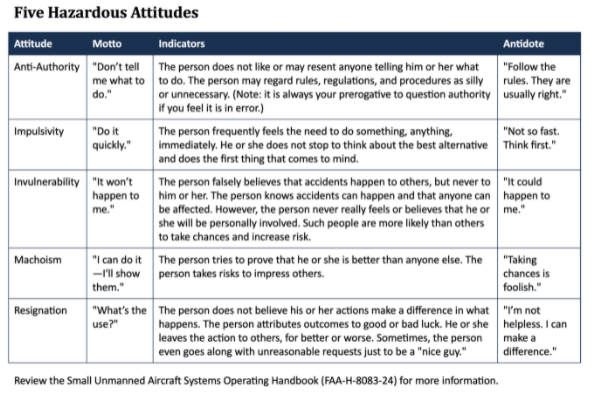 Five Hazardous Attitudes
Attitude Motto Indicators Antidote
Anti-Authority "Don't tell The person does not like or may resent anyone telling him or her what "Follow the
me what to to do. The person may regard rules, regulations, and procedures as silly rules. They are
do." or unnecessary. (Note: it is always your prerogative to question authority usually right."
if you feel it is in error.)
Impulsivity "Do it The person frequently feels the need to do something, anything, "Not so fast.
quickly." immediately. He or she does not stop to think about the best alternative Think first."
and does the first thing that comes to mind.
Invulnerability "It won't The person falsely believes that accidents happen to others, but never to "It could
happen to him or her. The person knows accidents can happen and that anyone can happen to
me." be affected. However, the person never really feels or believes that he or me."
she will be personally involved. Such people are more likely than others
to take chances and increase risk.
Machoism "I can do it The person tries to prove that he or she is better than anyone else. The "Taking
—I'll show person takes risks to impress others. chances is
them." foolish."
Resignation "What's the The person does not believe his or her actions make a difference in what "I'm not
use?" happens. The person attributes outcomes to good or bad luck. He or she helpless. I can
leaves the action to others, for better or worse. Sometimes, the person make a
even goes along with unreasonable requests just to be a "nice guy." difference."
Review the Small Unmanned Aircraft Systems Operating Handbook (FAA-H-8083-24) for more information.